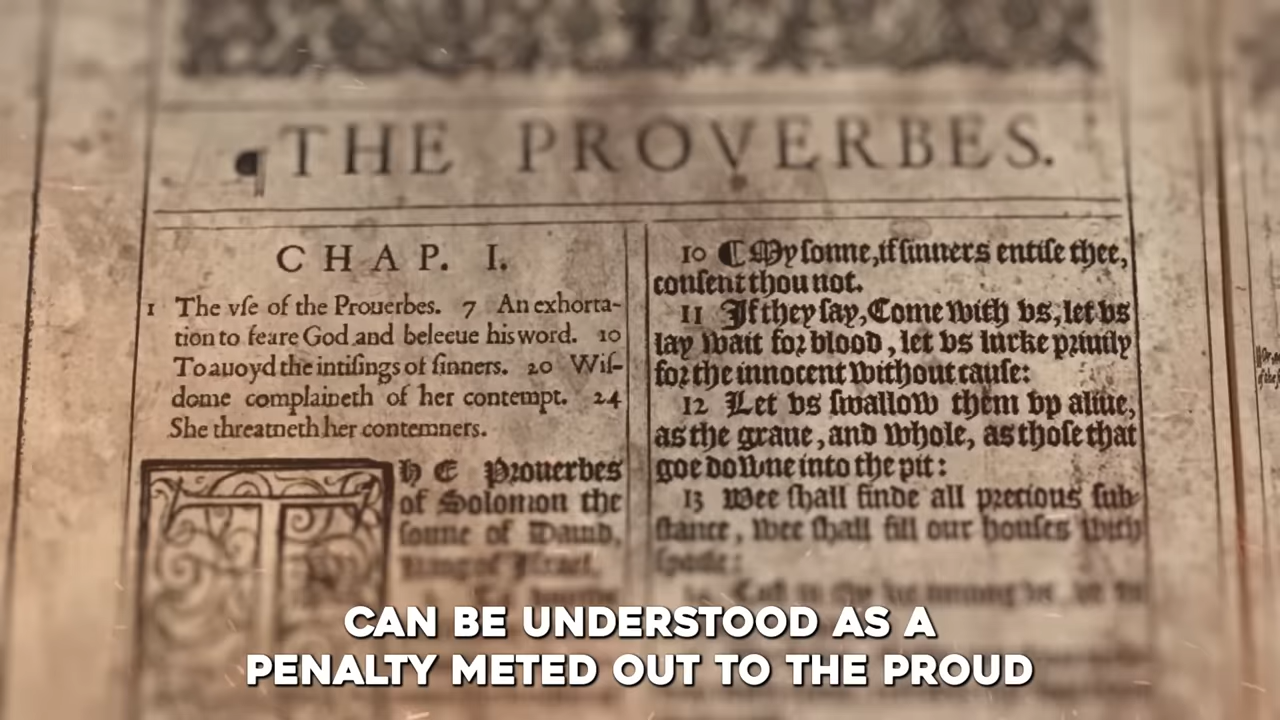 ¶THE PROVERBES.
CHAP. I.
1 The vſe of the Prouerbes. 7 An exhorta-
tion to feare God and beleeue his word. 10
To auoyd the intiſings of ſinners. 20 Wiſ-
dome complaineth of her contempt. 24
She threatneth her contemners.
THE Prouerbes
of Solomon the
ſonne of Dauid,
King of Iſrael.
10 ¶ My ſonne, if ſinners entiſe thee,
conſent thou not.
11 If they ſay, Come with vs, let vs
lay wait for blood, let vs lurke priuily
for the innocent without cauſe:
12 Let vs ſwallow them vp aliue,
as the graue, and whole, as thoſe that
goe downe into the pit:
13 Wee ſhall finde all precious ſub-
ſtance, wee ſhall fill our houſes with
ſpoile:
CAN BE UNDERSTOOD AS A
PENALTY METED OUT TO THE PROUD